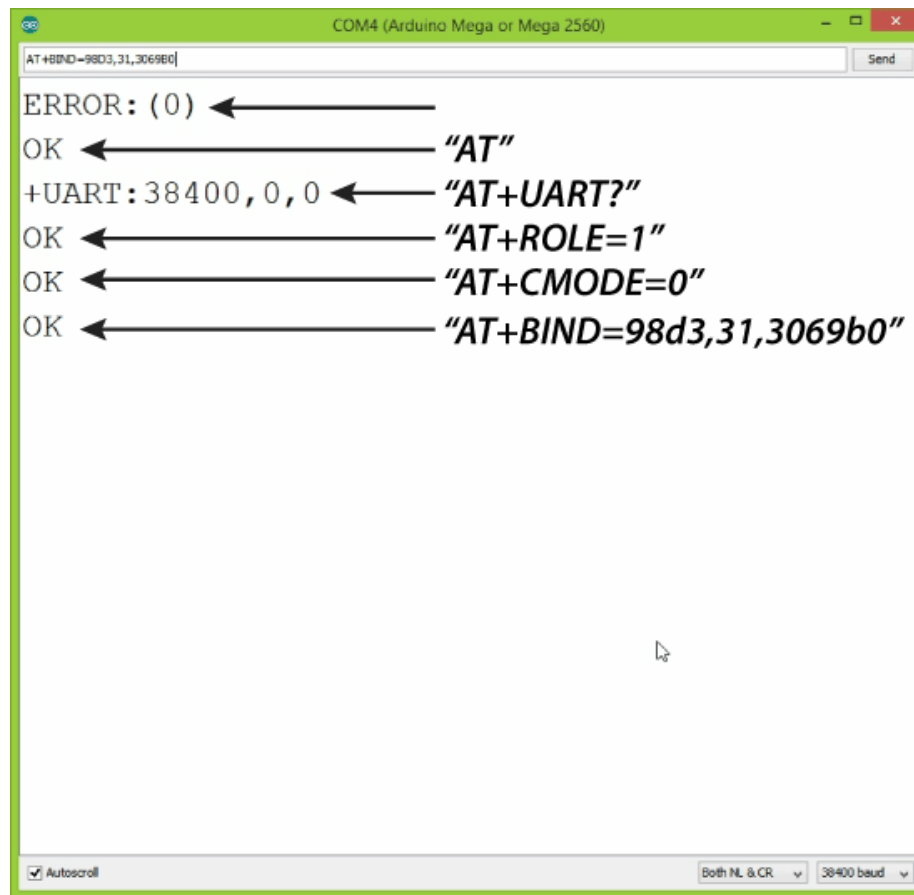 COM4 (Arduino Mega or Mega 2560)
AT+BIND=98D3,31,3069B0
Send
ERROR:(0)
OK "AT"
+UART:38400,0,0 "AT+UART?"
OK "AT+ROLE=1"
OK "AT+CMODE=0"
OK "AT+BIND=98d3,31,3069b0"
Autoscroll
Both NL & CR
38400 baud